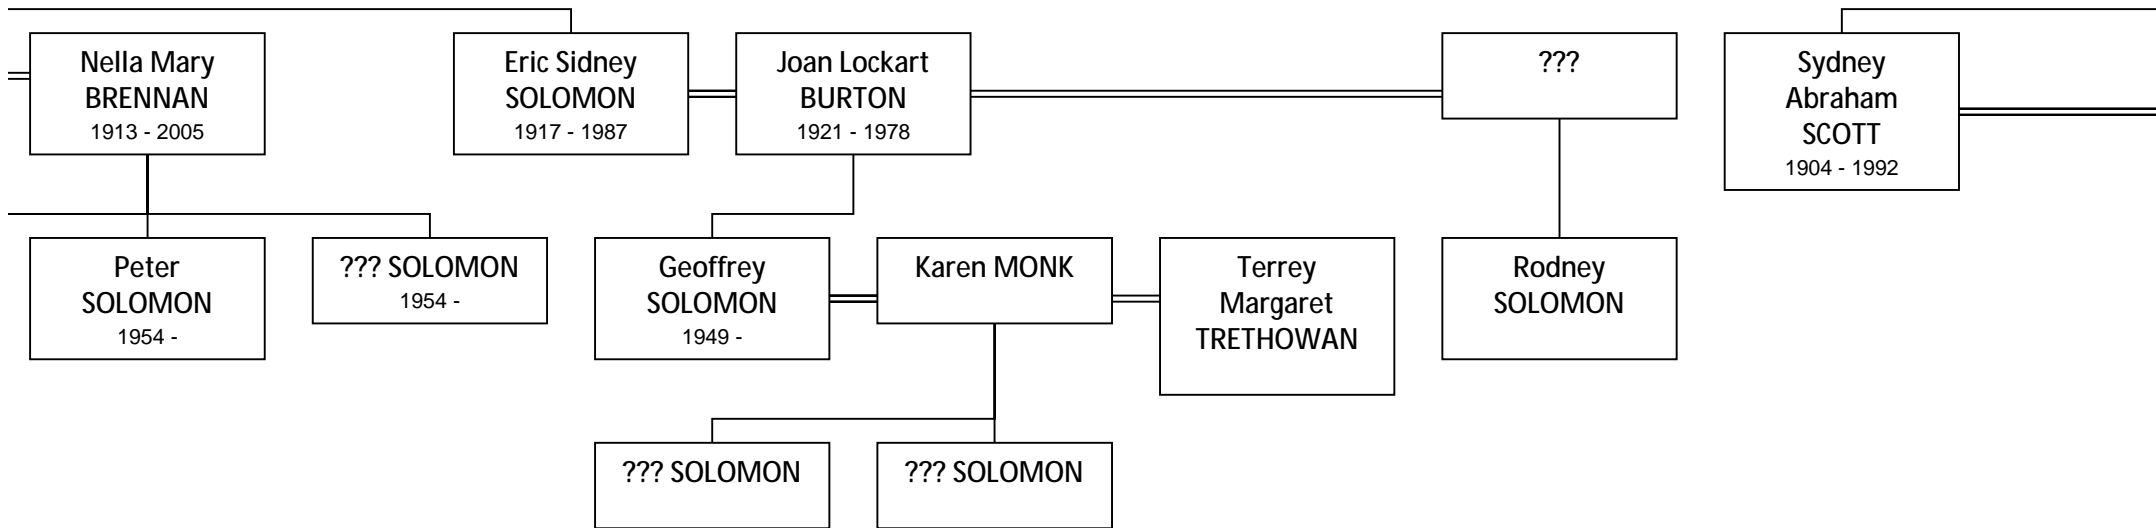 Nella Mary
BRENNAN
1913 - 2005
Eric Sidney
SOLOMON
1917 - 1987
Joan Lockart
BURTON
1921 - 1978
???
Sydney
Abraham
SCOTT
1904 - 1992
Peter
SOLOMON
1954 -
??? SOLOMON
1954 -
Geoffrey
SOLOMON
1949 -
Karen MONK
Terrey
Margaret
TRETHOWAN
Rodney
SOLOMON
??? SOLOMON
??? SOLOMON